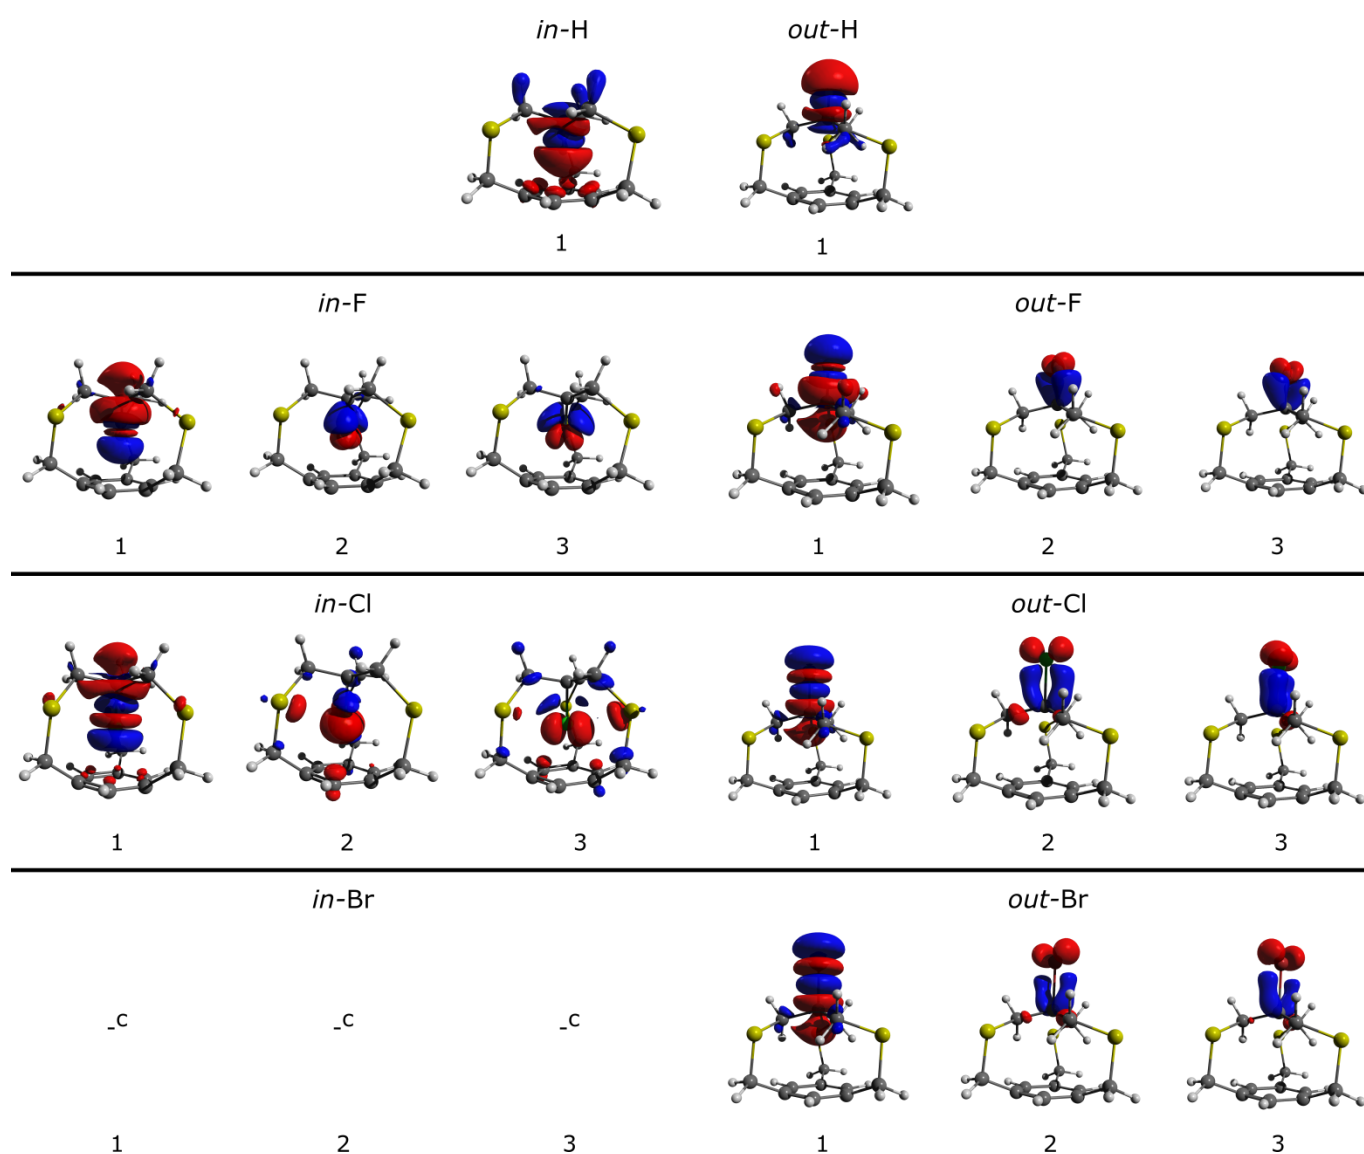 in-H out-H
1 1
in-F out-F
1 2 3 1 2 3
in-Cl out-Cl
1 2 3 1 2 3
in-Br out-Br
-c -c -c
1 2 3 1 2 3